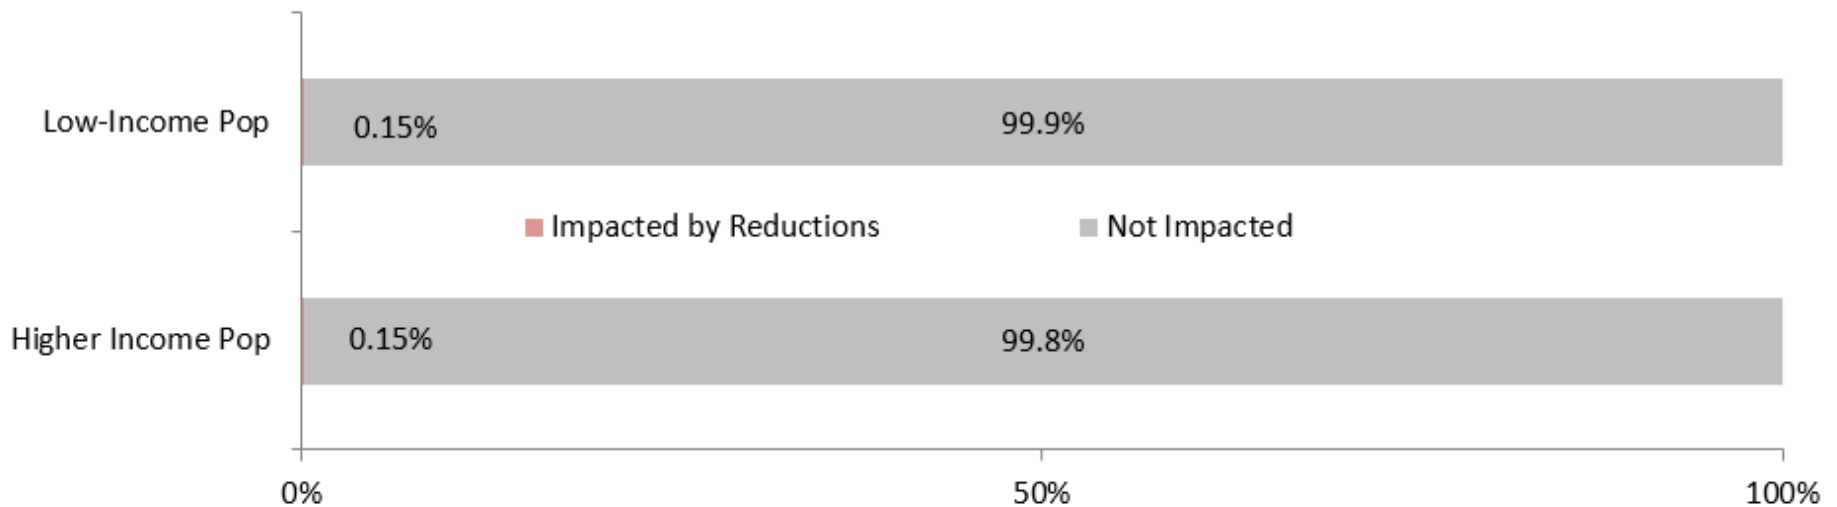 Low-Income Pop 0.15% 99.9%
Impacted by Reductions Not Impacted
Higher Income Pop 0.15% 99.8%
0% 50% 100%